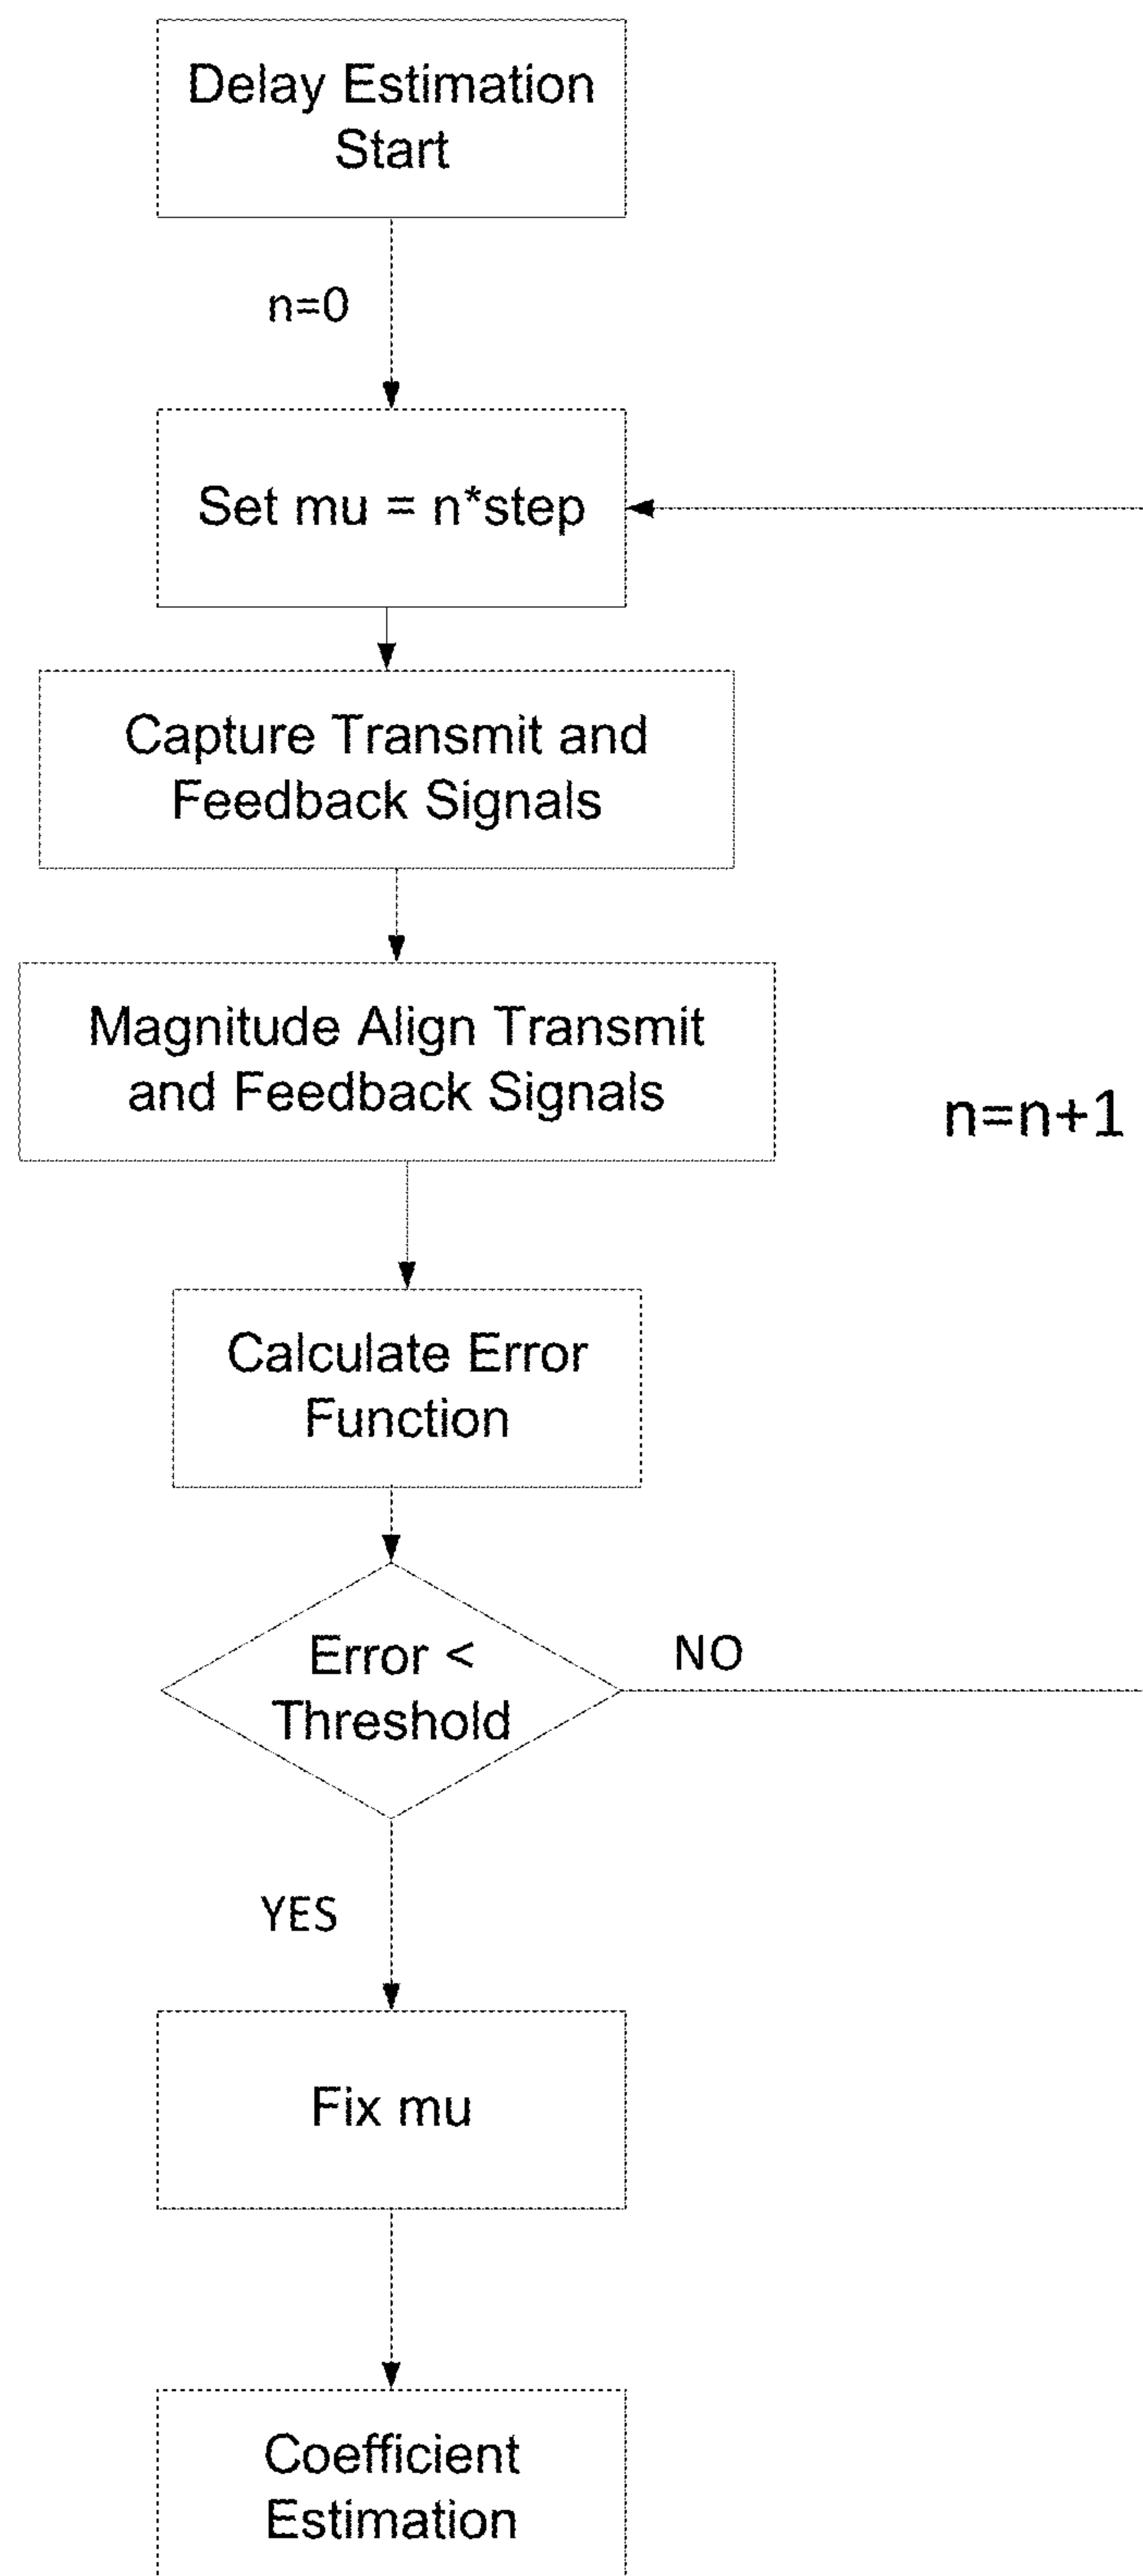 Delay Estimation
Start
n=0
Set mu = n*step
Capture Transmit and
Feedback Signals
Magnitude Align Transmit
and Feedback Signals
n=n+1
Calculate Error
Function
Error <
Threshold
NO
YES
Fix mu
Coefficient
Estimation